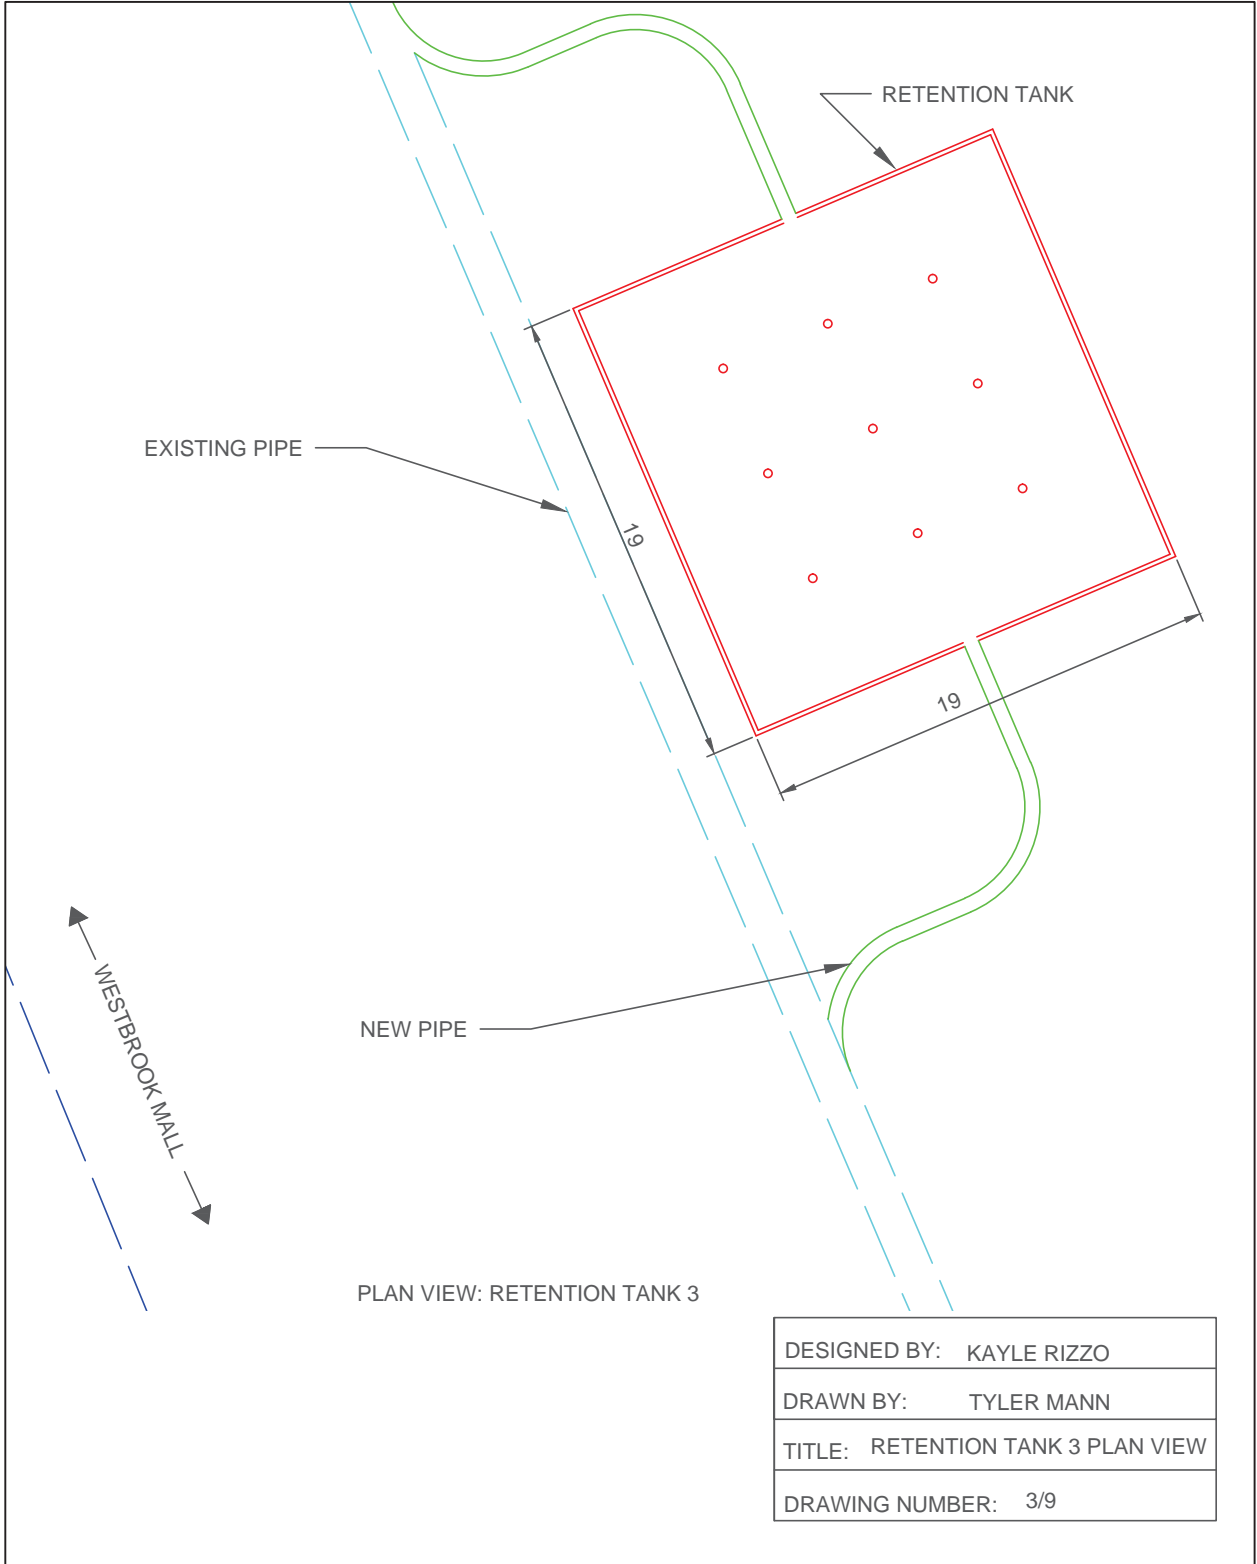 RETENTION TANK
EXISTING PIPE
19
19
WESTBROOK MALL
NEW PIPE
PLAN VIEW: RETENTION TANK 3
DESIGNED BY: KAYLE RIZZO
DRAWN BY: TYLER MANN
TITLE: RETENTION TANK 3 PLAN VIEW
DRAWING NUMBER: 3/9